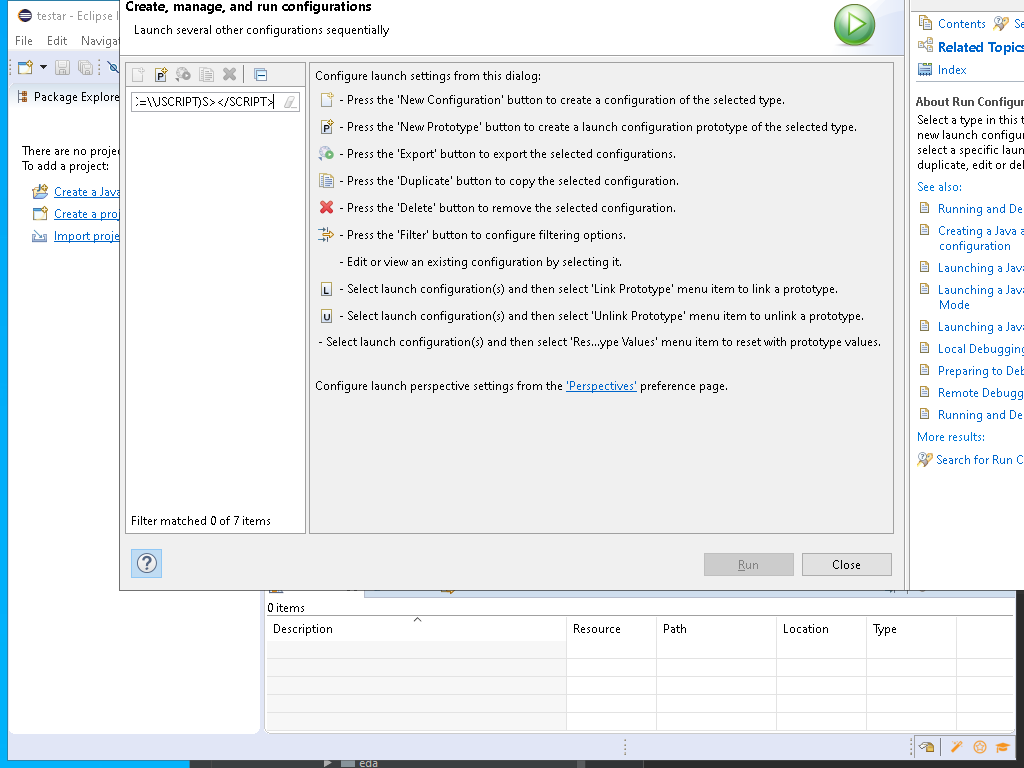 testar - Eclipse I
File Edit Navigat
Package Explore
There are no proje
To add a project:
Create a Java
Create a proj
Import proje
Create, manage, and run configurations
Launch several other configurations sequentially
:=\\JSCRIPT)S></SCRIPT>
Filter matched 0 of 7 items
Configure launch settings from this dialog:
- Press the 'New Configuration' button to create a configuration of the selected type.
- Press the 'New Prototype' button to create a launch configuration prototype of the selected type.
- Press the 'Export' button to export the selected configurations.
- Press the 'Duplicate' button to copy the selected configuration.
- Press the 'Delete' button to remove the selected configuration.
- Press the 'Filter' button to configure filtering options.
- Edit or view an existing configuration by selecting it.
L - Select launch configuration(s) and then select 'Link Prototype' menu item to link a prototype.
U - Select launch configuration(s) and then select 'Unlink Prototype' menu item to unlink a prototype.
- Select launch configuration(s) and then select 'Res...ype Values' menu item to reset with prototype values.
Configure launch perspective settings from the 'Perspectives' preference page.
Run Close
Contents Se
Related Topics
Index
About Run Configur
Select a type in this t
new launch configu
select a specific laun
duplicate, edit or del
See also:
Running and De
Creating a Java a
configuration
Launching a Java
Launching a Java
Mode
Launching a Java
Local Debugging
Preparing to Deb
Remote Debugg
Running and De
More results:
Search for Run C
0 items
Description Resource Path Location Type
eda